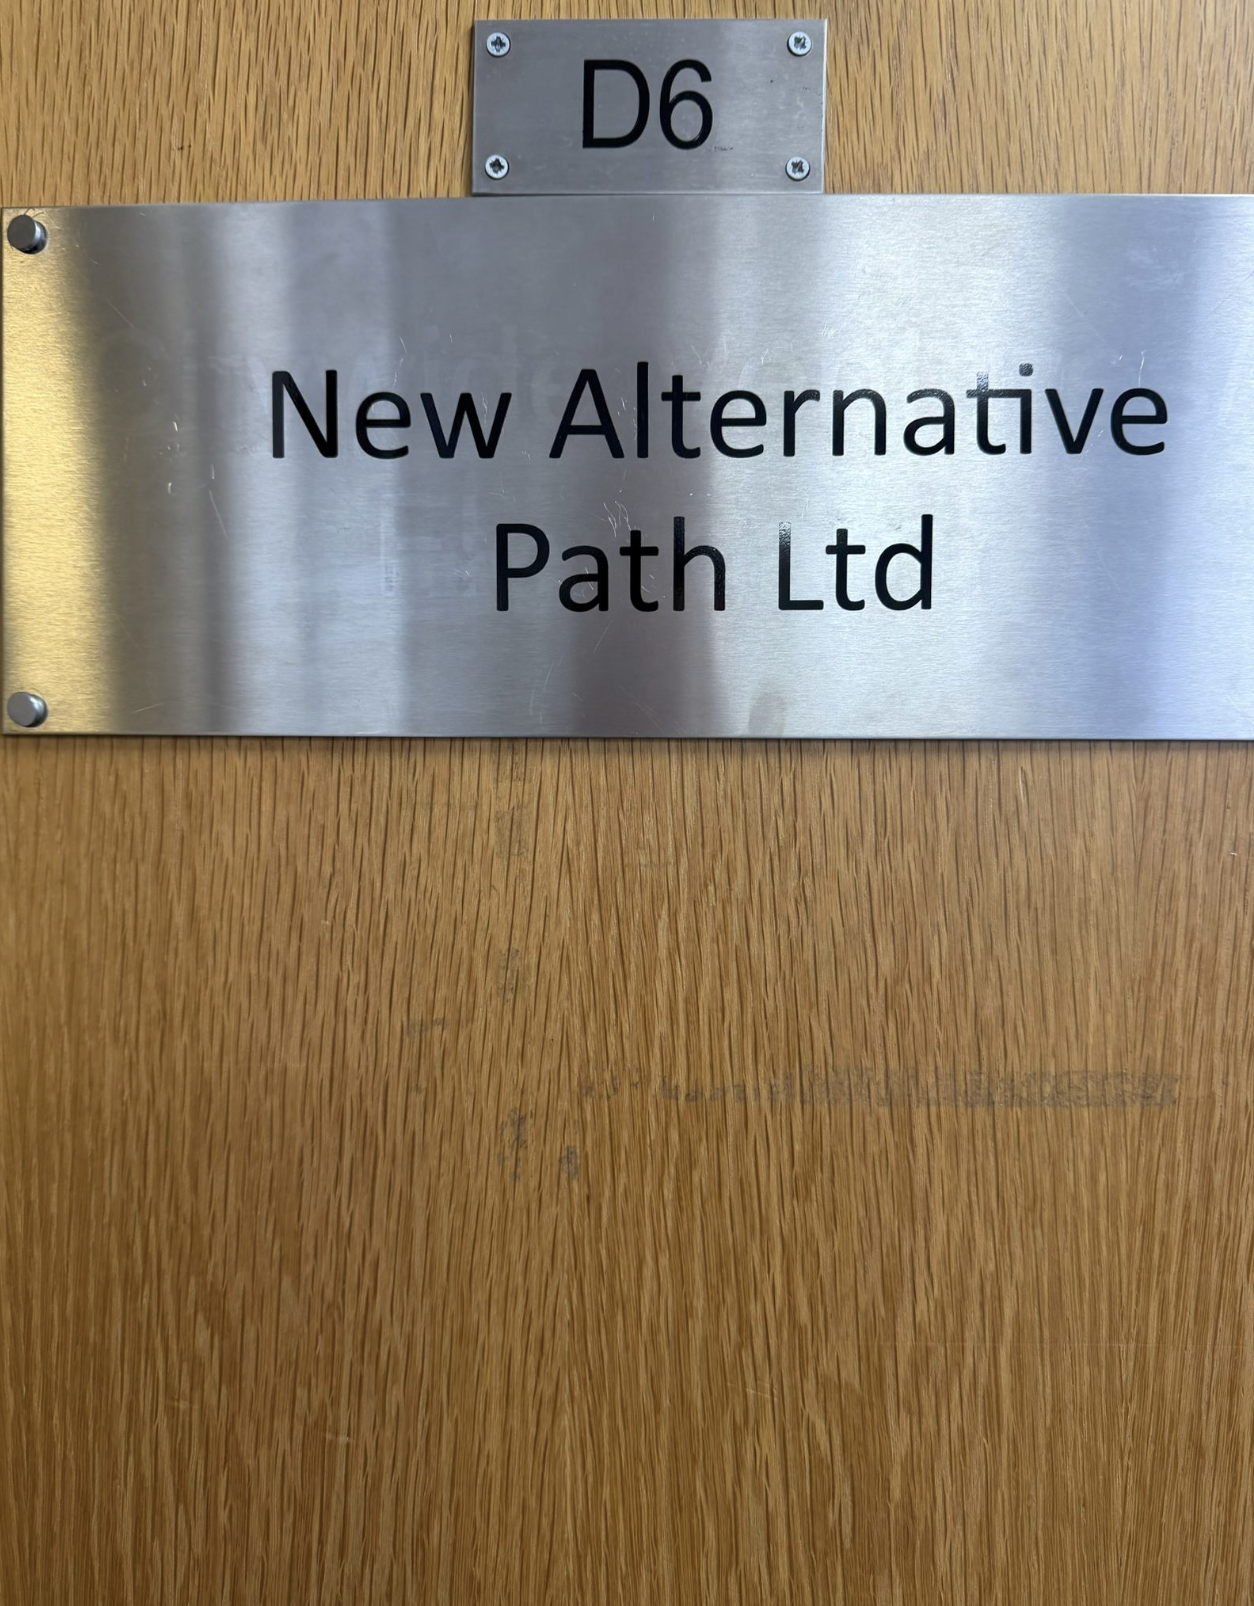 D6
New Alternative
Path Ltd